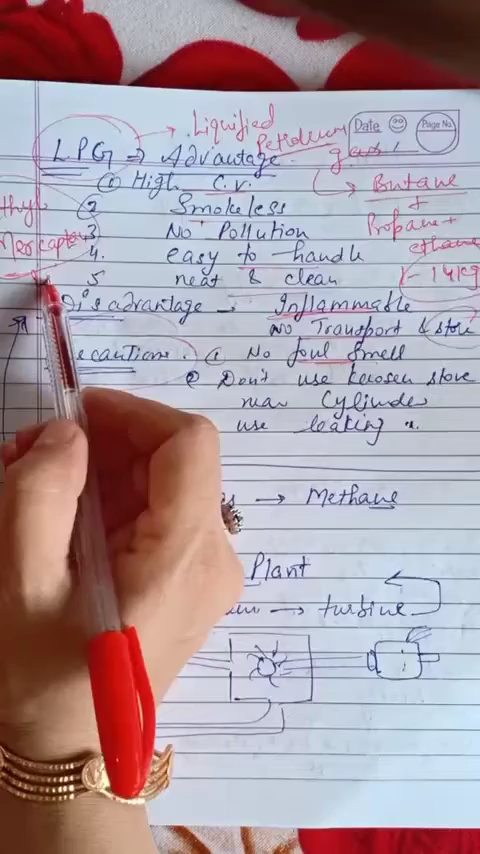 Liquified
Petroleum
gas
Date
Page No.
LPG ⇒ Advantage
① High C.V.
Butane
+
2 Smokeless
Propane +
ethane
3 No Pollution
Mercaptan
4. easy to handle
14 kg
5 neat & clean
Disadvantage → Inflammable
No Transport & store
ecautions. ① No foul smell
② Don't use kerosen stove
near Cylinder
use leaking
→ Methane
Plant
→ turbine